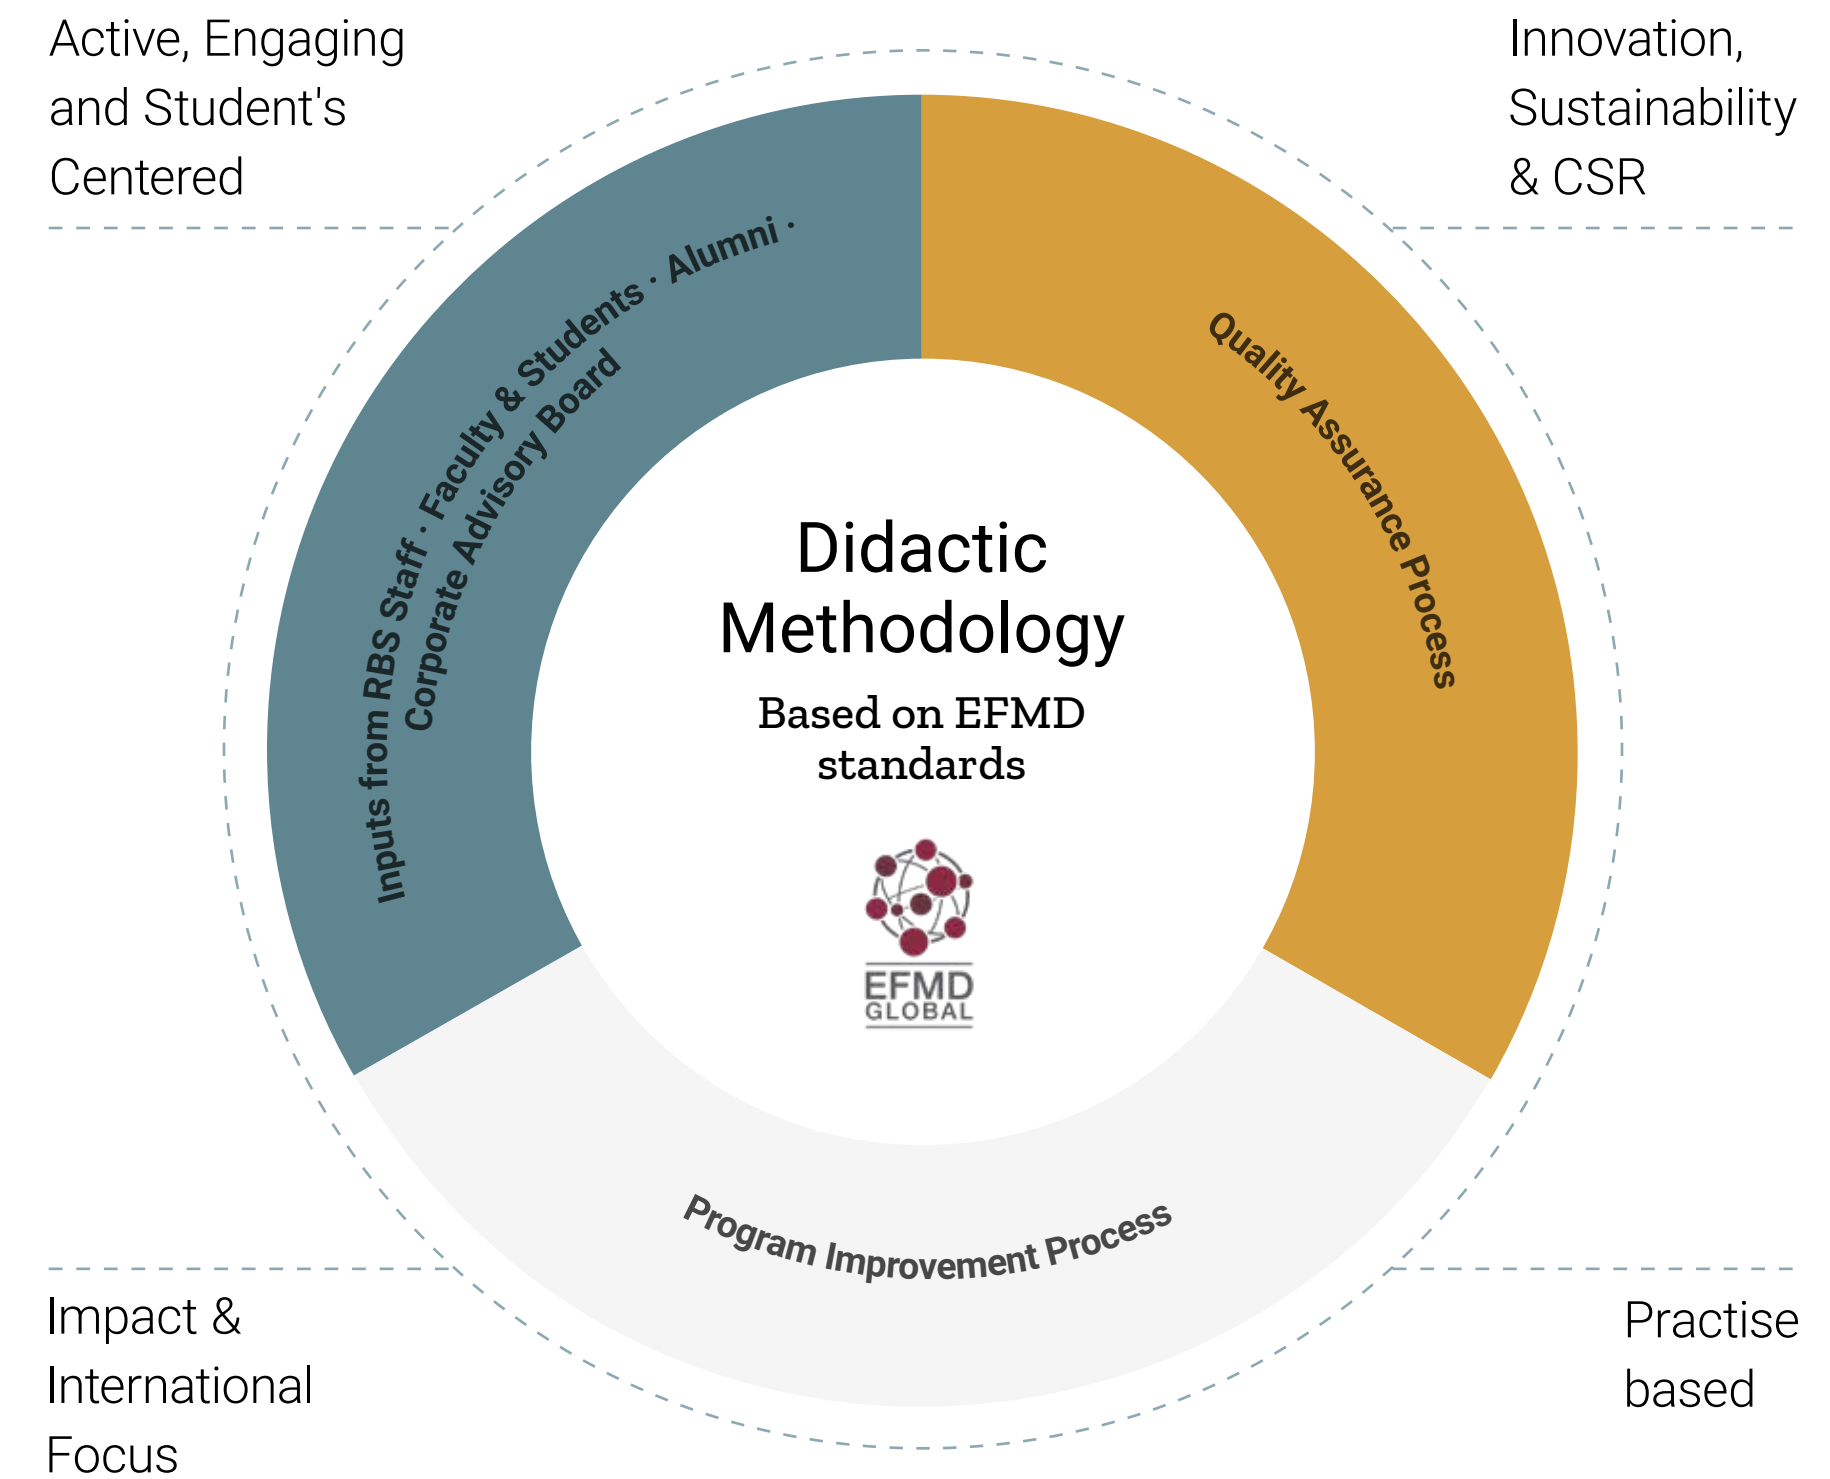 Active, Engaging
and Student's
Centered
Innovation,
Sustainability
& CSR
Inputs from RBS Staff · Faculty & Students · Alumni ·
Corporate Advisory Board
Quality Assurance Process
Didactic
Methodology
Based on EFMD
standards
EFMD
GLOBAL
Program Improvement Process
Impact &
International
Focus
Practise
based